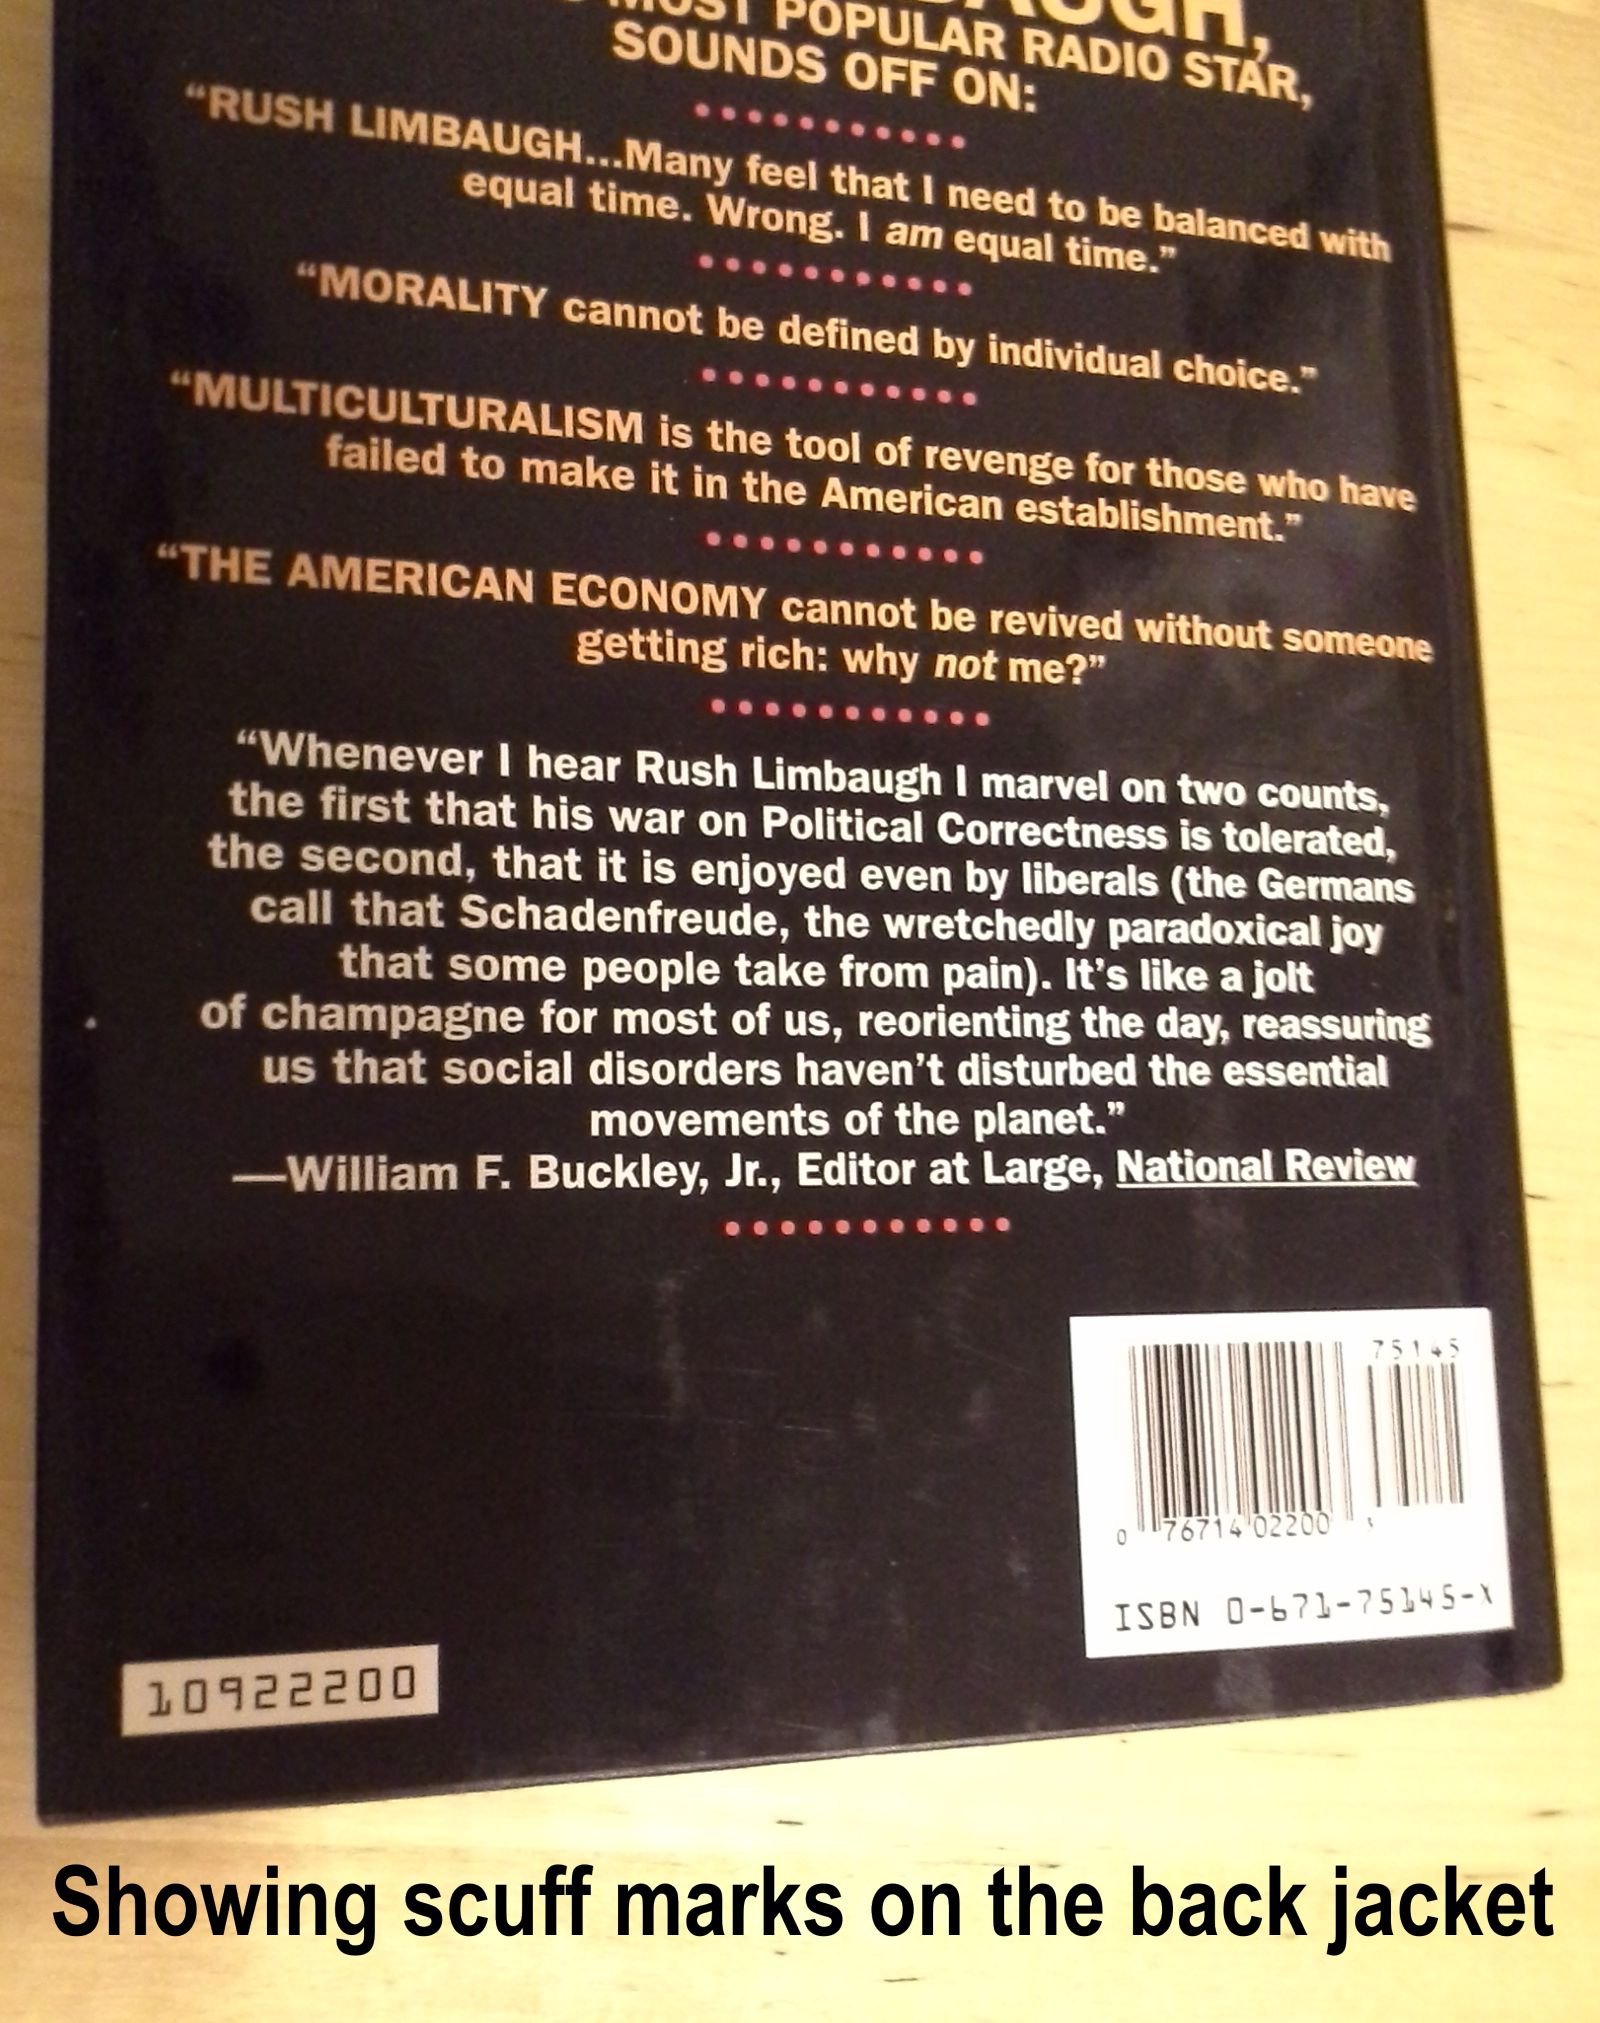 MOST POPULAR RADIO STAR,
SOUNDS OFF ON:
“RUSH LIMBAUGH...Many feel that I need to be balanced with
equal time. Wrong. I am equal time.”
“MORALITY cannot be defined by individual choice.”
“MULTICULTURALISM is the tool of revenge for those who have
failed to make it in the American establishment.”
“THE AMERICAN ECONOMY cannot be revived without someone
getting rich: why not me?”
“Whenever I hear Rush Limbaugh I marvel on two counts,
the first that his war on Political Correctness is tolerated,
the second, that it is enjoyed even by liberals (the Germans
call that Schadenfreude, the wretchedly paradoxical joy
that some people take from pain). It’s like a jolt
of champagne for most of us, reorienting the day, reassuring
us that social disorders haven’t disturbed the essential
movements of the planet.”
—William F. Buckley, Jr., Editor at Large, National Review
75145
0 76714 02200
ISBN 0-671-75145-X
10922200
Showing scuff marks on the back jacket